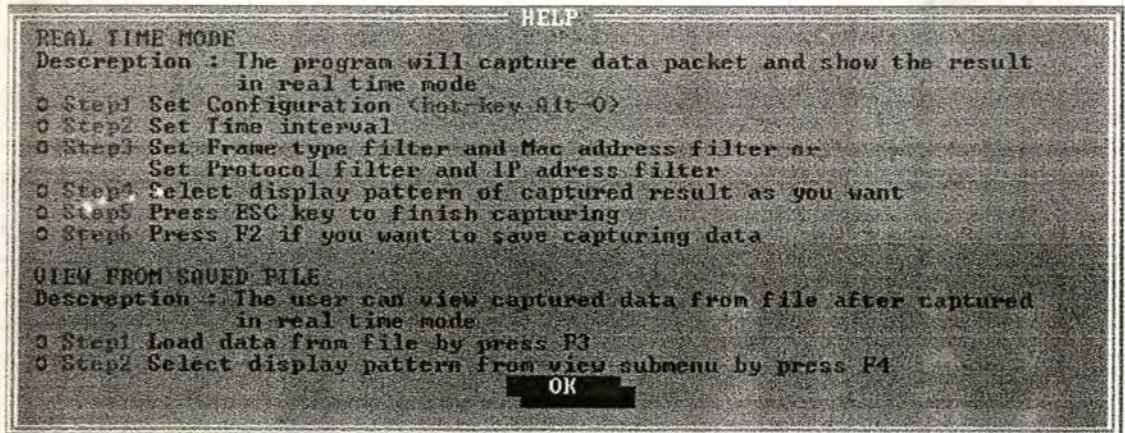 HELP
REAL TIME MODE
Descreption : The program will capture data packet and show the result
in real time mode
o Step1 Set Configuration <hot-key Alt-O>
o Step2 Set Time interval
o Step3 Set Frame type filter and Mac address filter or
Set Protocol filter and IP adress filter
o Step4 Select display pattern of captured result as you want
o Step5 Press ESC key to finish capturing
o Step6 Press F2 if you want to save capturing data
VIEW FROM SAVED FILE
Descreption : The user can view captured data from file after captured
in real time mode
o Step1 Load data from file by press F3
o Step2 Select display pattern from view submenu by press F4
OK